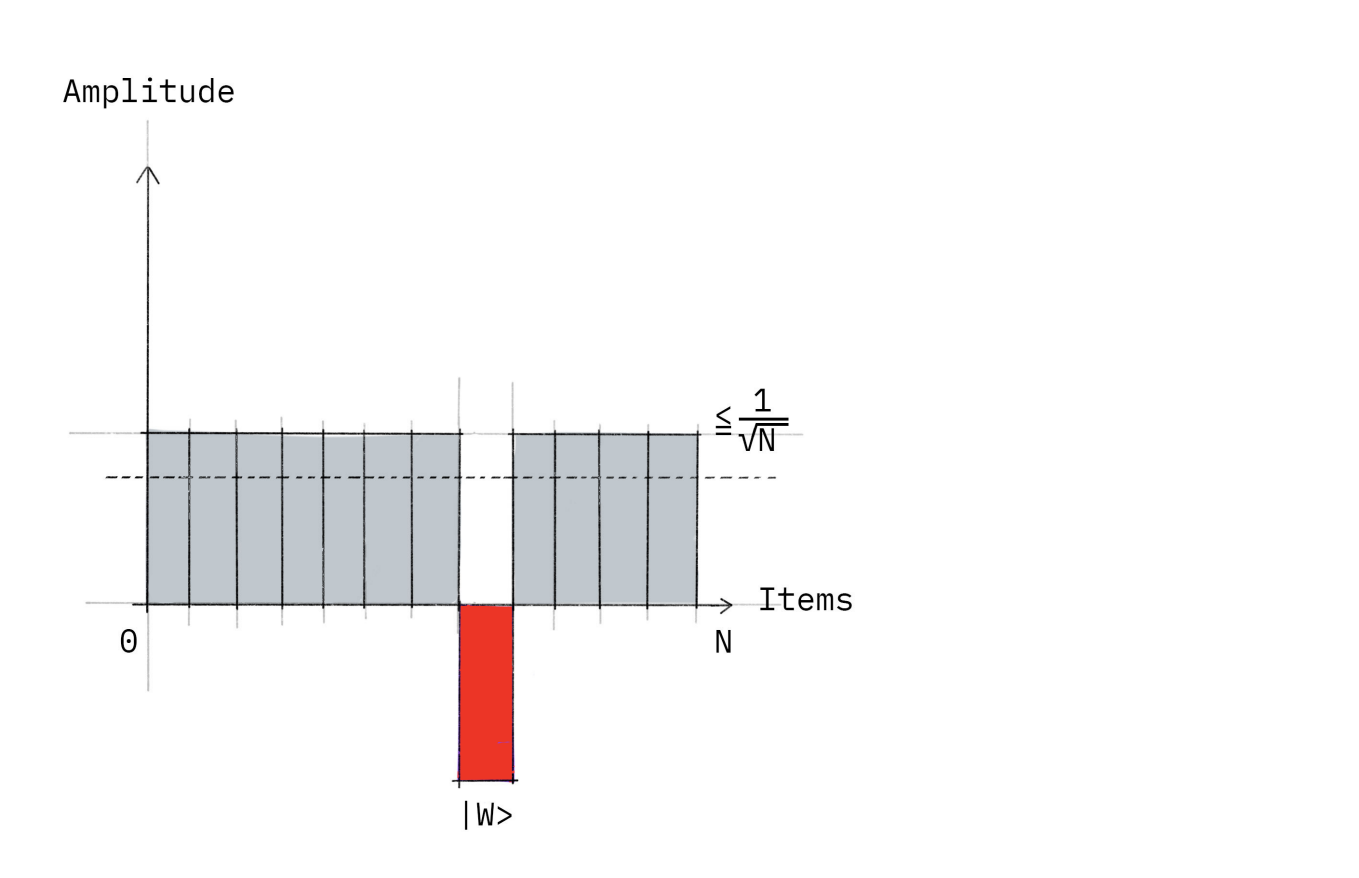 Amplitude
≤ 1/√N
Items
0
N
|W>